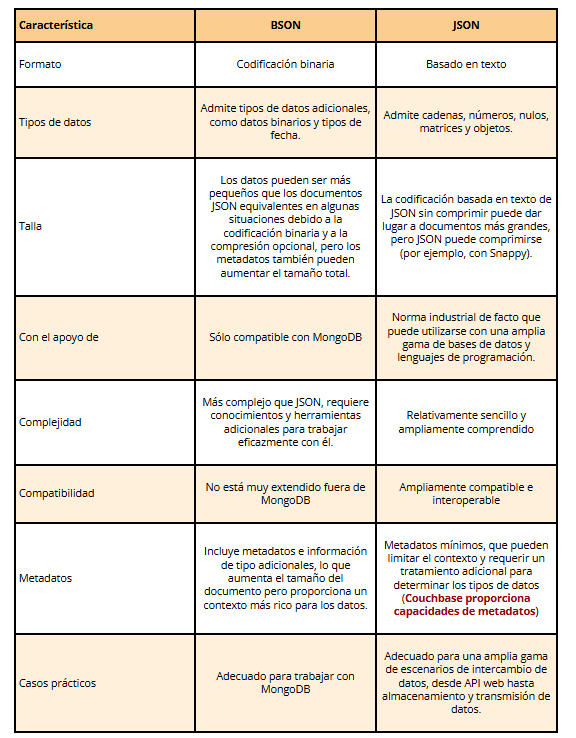 Característica
BSON
JSON
Formato
Codificación binaria
Basado en texto
Tipos de datos
Admite tipos de datos adicionales,
como datos binarios y tipos de
fecha.
Admite cadenas, números, nulos,
matrices y objetos.
Talla
Los datos pueden ser más
pequeños que los documentos
JSON equivalentes en algunas
situaciones debido a la
codificación binaria y a la
compresión opcional, pero los
metadatos también pueden
aumentar el tamaño total.
La codificación basada en texto de
JSON sin comprimir puede dar
lugar a documentos más grandes,
pero JSON puede comprimirse
(por ejemplo, con Snappy).
Con el apoyo de
Sólo compatible con MongoDB
Norma industrial de facto que
puede utilizarse con una amplia
gama de bases de datos y
lenguajes de programación.
Complejidad
Más complejo que JSON, requiere
conocimientos y herramientas
adicionales para trabajar
eficazmente con él.
Relativamente sencillo y
ampliamente comprendido
Compatibilidad
No está muy extendido fuera de
MongoDB
Ampliamente compatible e
interoperable
Metadatos
Incluye metadatos e información
de tipo adicionales, lo que
aumenta el tamaño del
documento pero proporciona un
contexto más rico para los datos.
Metadatos mínimos, que pueden
limitar el contexto y requerir un
tratamiento adicional para
determinar los tipos de datos
(Couchbase proporciona
capacidades de metadatos)
Casos prácticos
Adecuado para trabajar con
MongoDB
Adecuado para una amplia gama
de escenarios de intercambio de
datos, desde API web hasta
almacenamiento y transmisión de
datos.